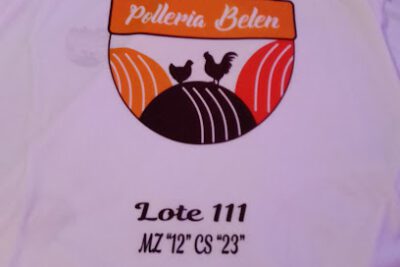 Polleria Belen
Lote 111
MZ "12" CS "23"